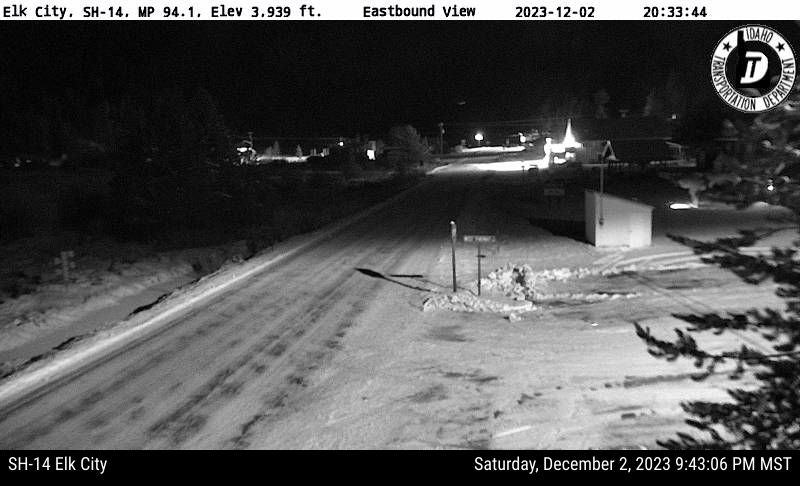 Elk City, SH-14, MP 94.1, Elev 3,939 ft. Eastbound View 2023-12-02 20:33:44
IDAHO
TRANSPORTATION DEPARTMENT
SH-14 Elk City
Saturday, December 2, 2023 9:43:06 PM MST